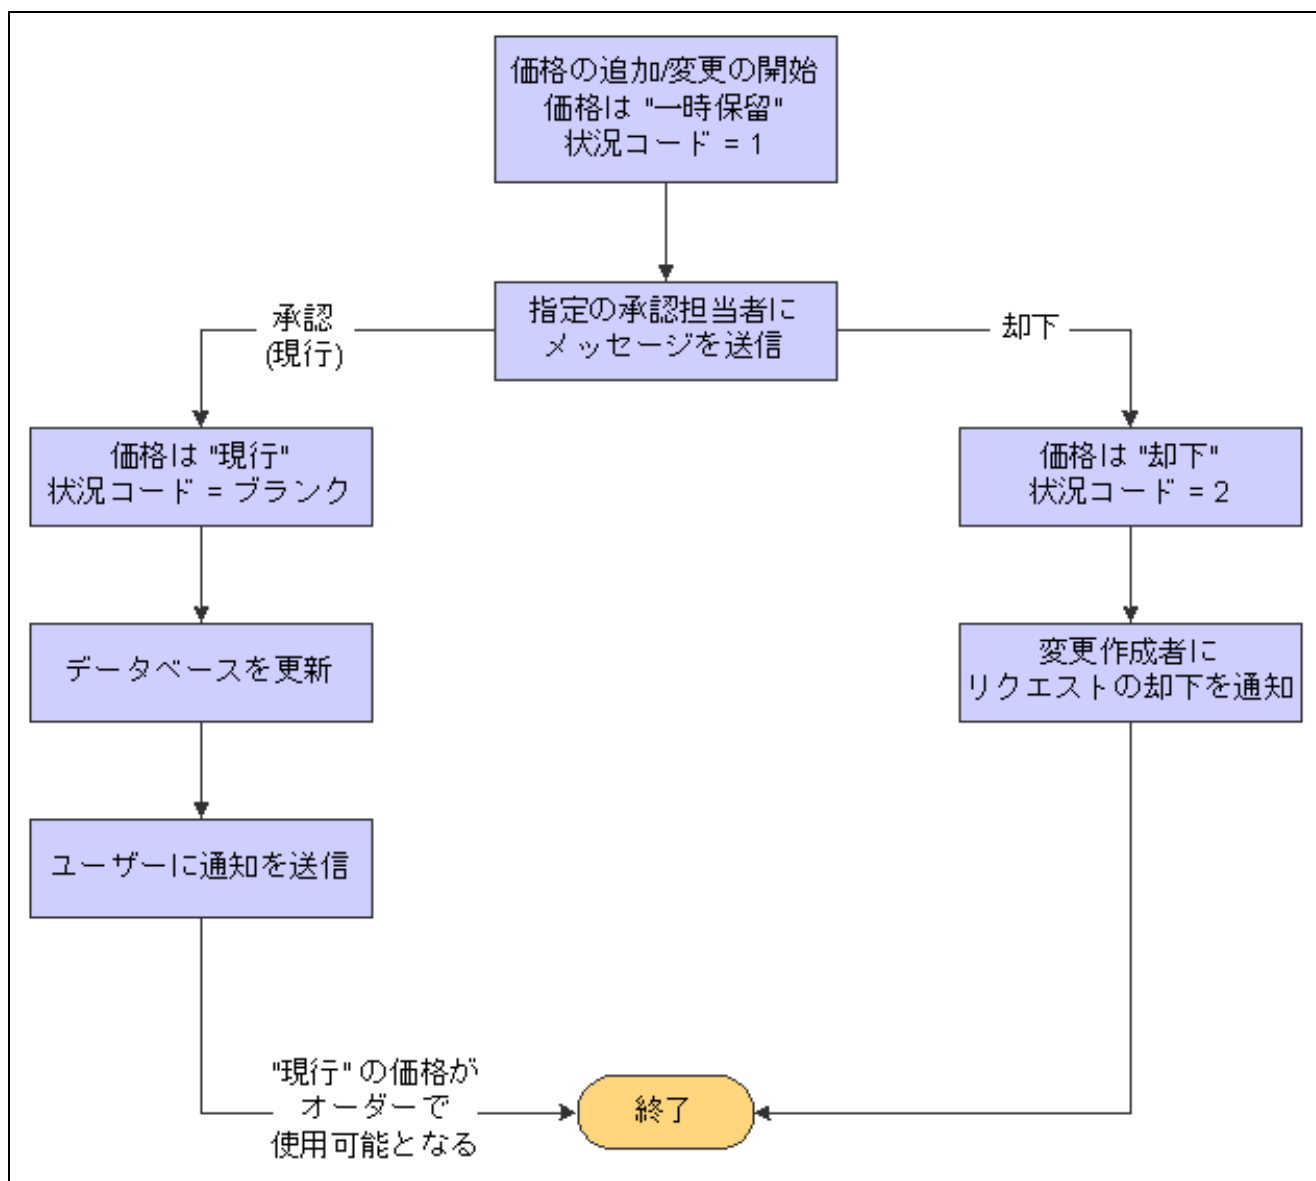 価格の追加/変更の開始
価格は "一時保留"
状況コード = 1
指定の承認担当者に
メッセージを送信
承認
(現行)
却下
価格は "現行"
状況コード = ブランク
価格は "却下"
状況コード = 2
データベースを更新
変更作成者に
リクエストの却下を通知
ユーザーに通知を送信
"現行" の価格が
オーダーで
使用可能となる
終了